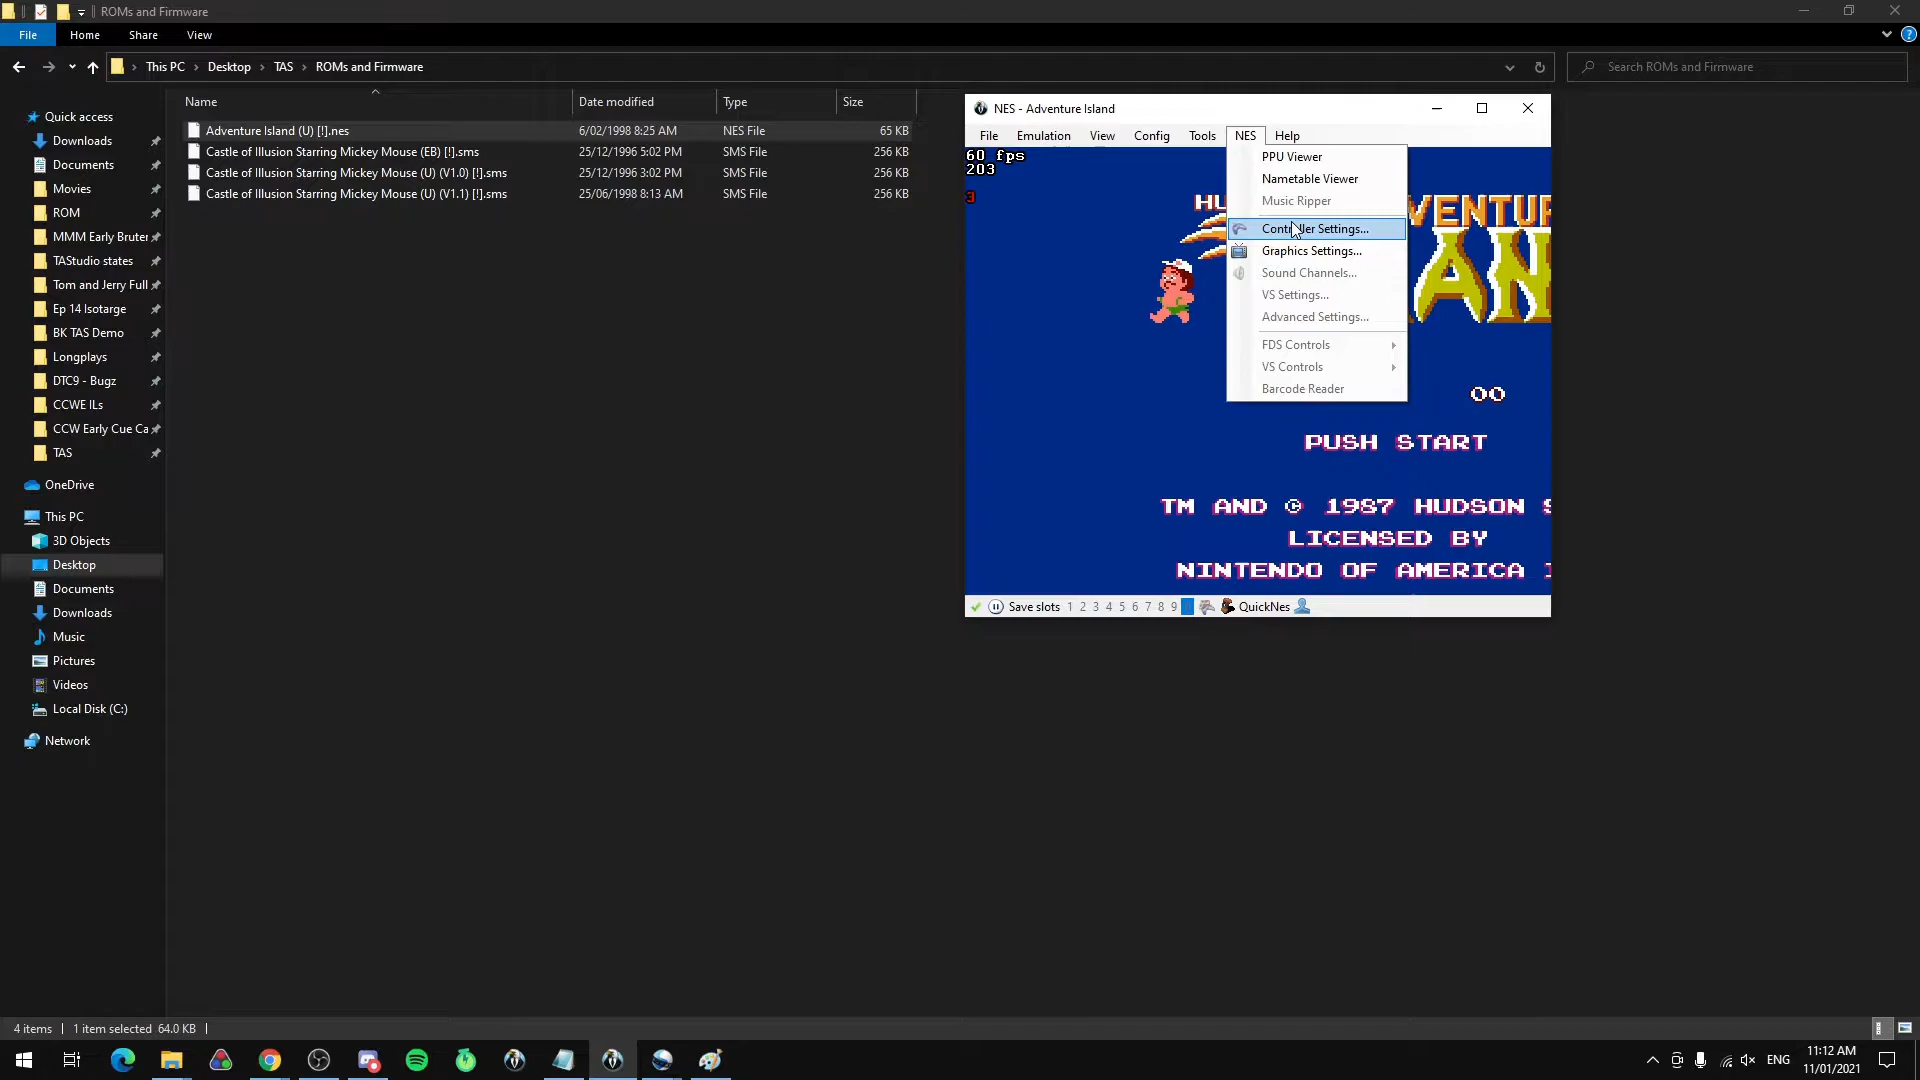 ROMs and Firmware
File Home Share View
This PC Desktop TAS ROMs and Firmware
Search ROMs and Firmware
Name Date modified Type Size
Adventure Island (U) [!].nes 6/02/1998 8:25 AM NES File 65 KB
Castle of Illusion Starring Mickey Mouse (EB) [!].sms 25/12/1996 5:02 PM SMS File 256 KB
Castle of Illusion Starring Mickey Mouse (U) (V1.0) [!].sms 25/12/1996 3:02 PM SMS File 256 KB
Castle of Illusion Starring Mickey Mouse (U) (V1.1) [!].sms 25/06/1998 8:13 AM SMS File 256 KB
Quick access
Downloads
Documents
Movies
ROM
MMM Early Bruter
TAStudio states
Tom and Jerry Full
Ep 14 Isotarge
BK TAS Demo
Longplays
DTC9 - Bugz
CCWE ILs
CCW Early Cue Ca
TAS
OneDrive
This PC
3D Objects
Desktop
Documents
Downloads
Music
Pictures
Videos
Local Disk (C:)
Network
NES - Adventure Island
File Emulation View Config Tools NES Help
60 fps
203
3
PPU Viewer
Nametable Viewer
Music Ripper
Controller Settings...
Graphics Settings...
Sound Channels...
VS Settings...
Advanced Settings...
FDS Controls
VS Controls
Barcode Reader
HU
VENTUR
AN
00
PUSH START
TM AND © 1987 HUDSON S
LICENSED BY
NINTENDO OF AMERICA I
Save slots 1 2 3 4 5 6 7 8 9 QuickNes
4 items 1 item selected 64.0 KB
ENG
11:12 AM
11/01/2021